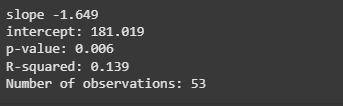 slope -1.649
intercept: 181.019
p-value: 0.006
R-squared: 0.139
Number of observations: 53